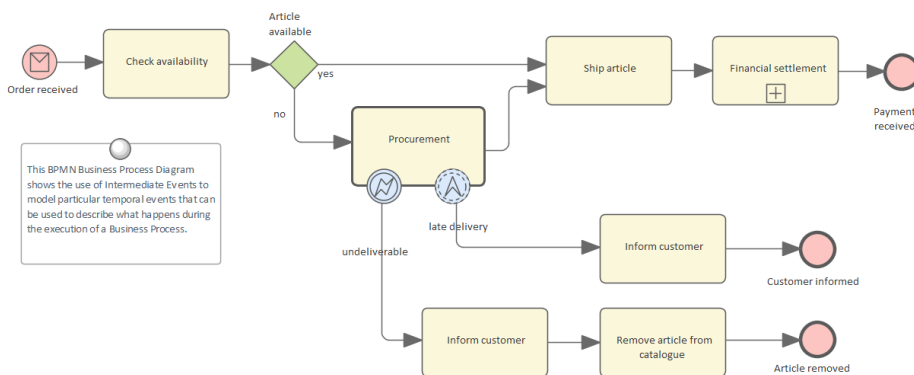 Article
available
Order received
Check availability
yes
no
Ship article
Financial settlement
Payment
received
Procurement
This BPMN Business Process Diagram
shows the use of Intermediate Events to
model particular temporal events that can
be used to describe what happens during
the execution of a Business Process.
undeliverable
late delivery
Inform customer
Customer informed
Inform customer
Remove article from
catalogue
Article removed